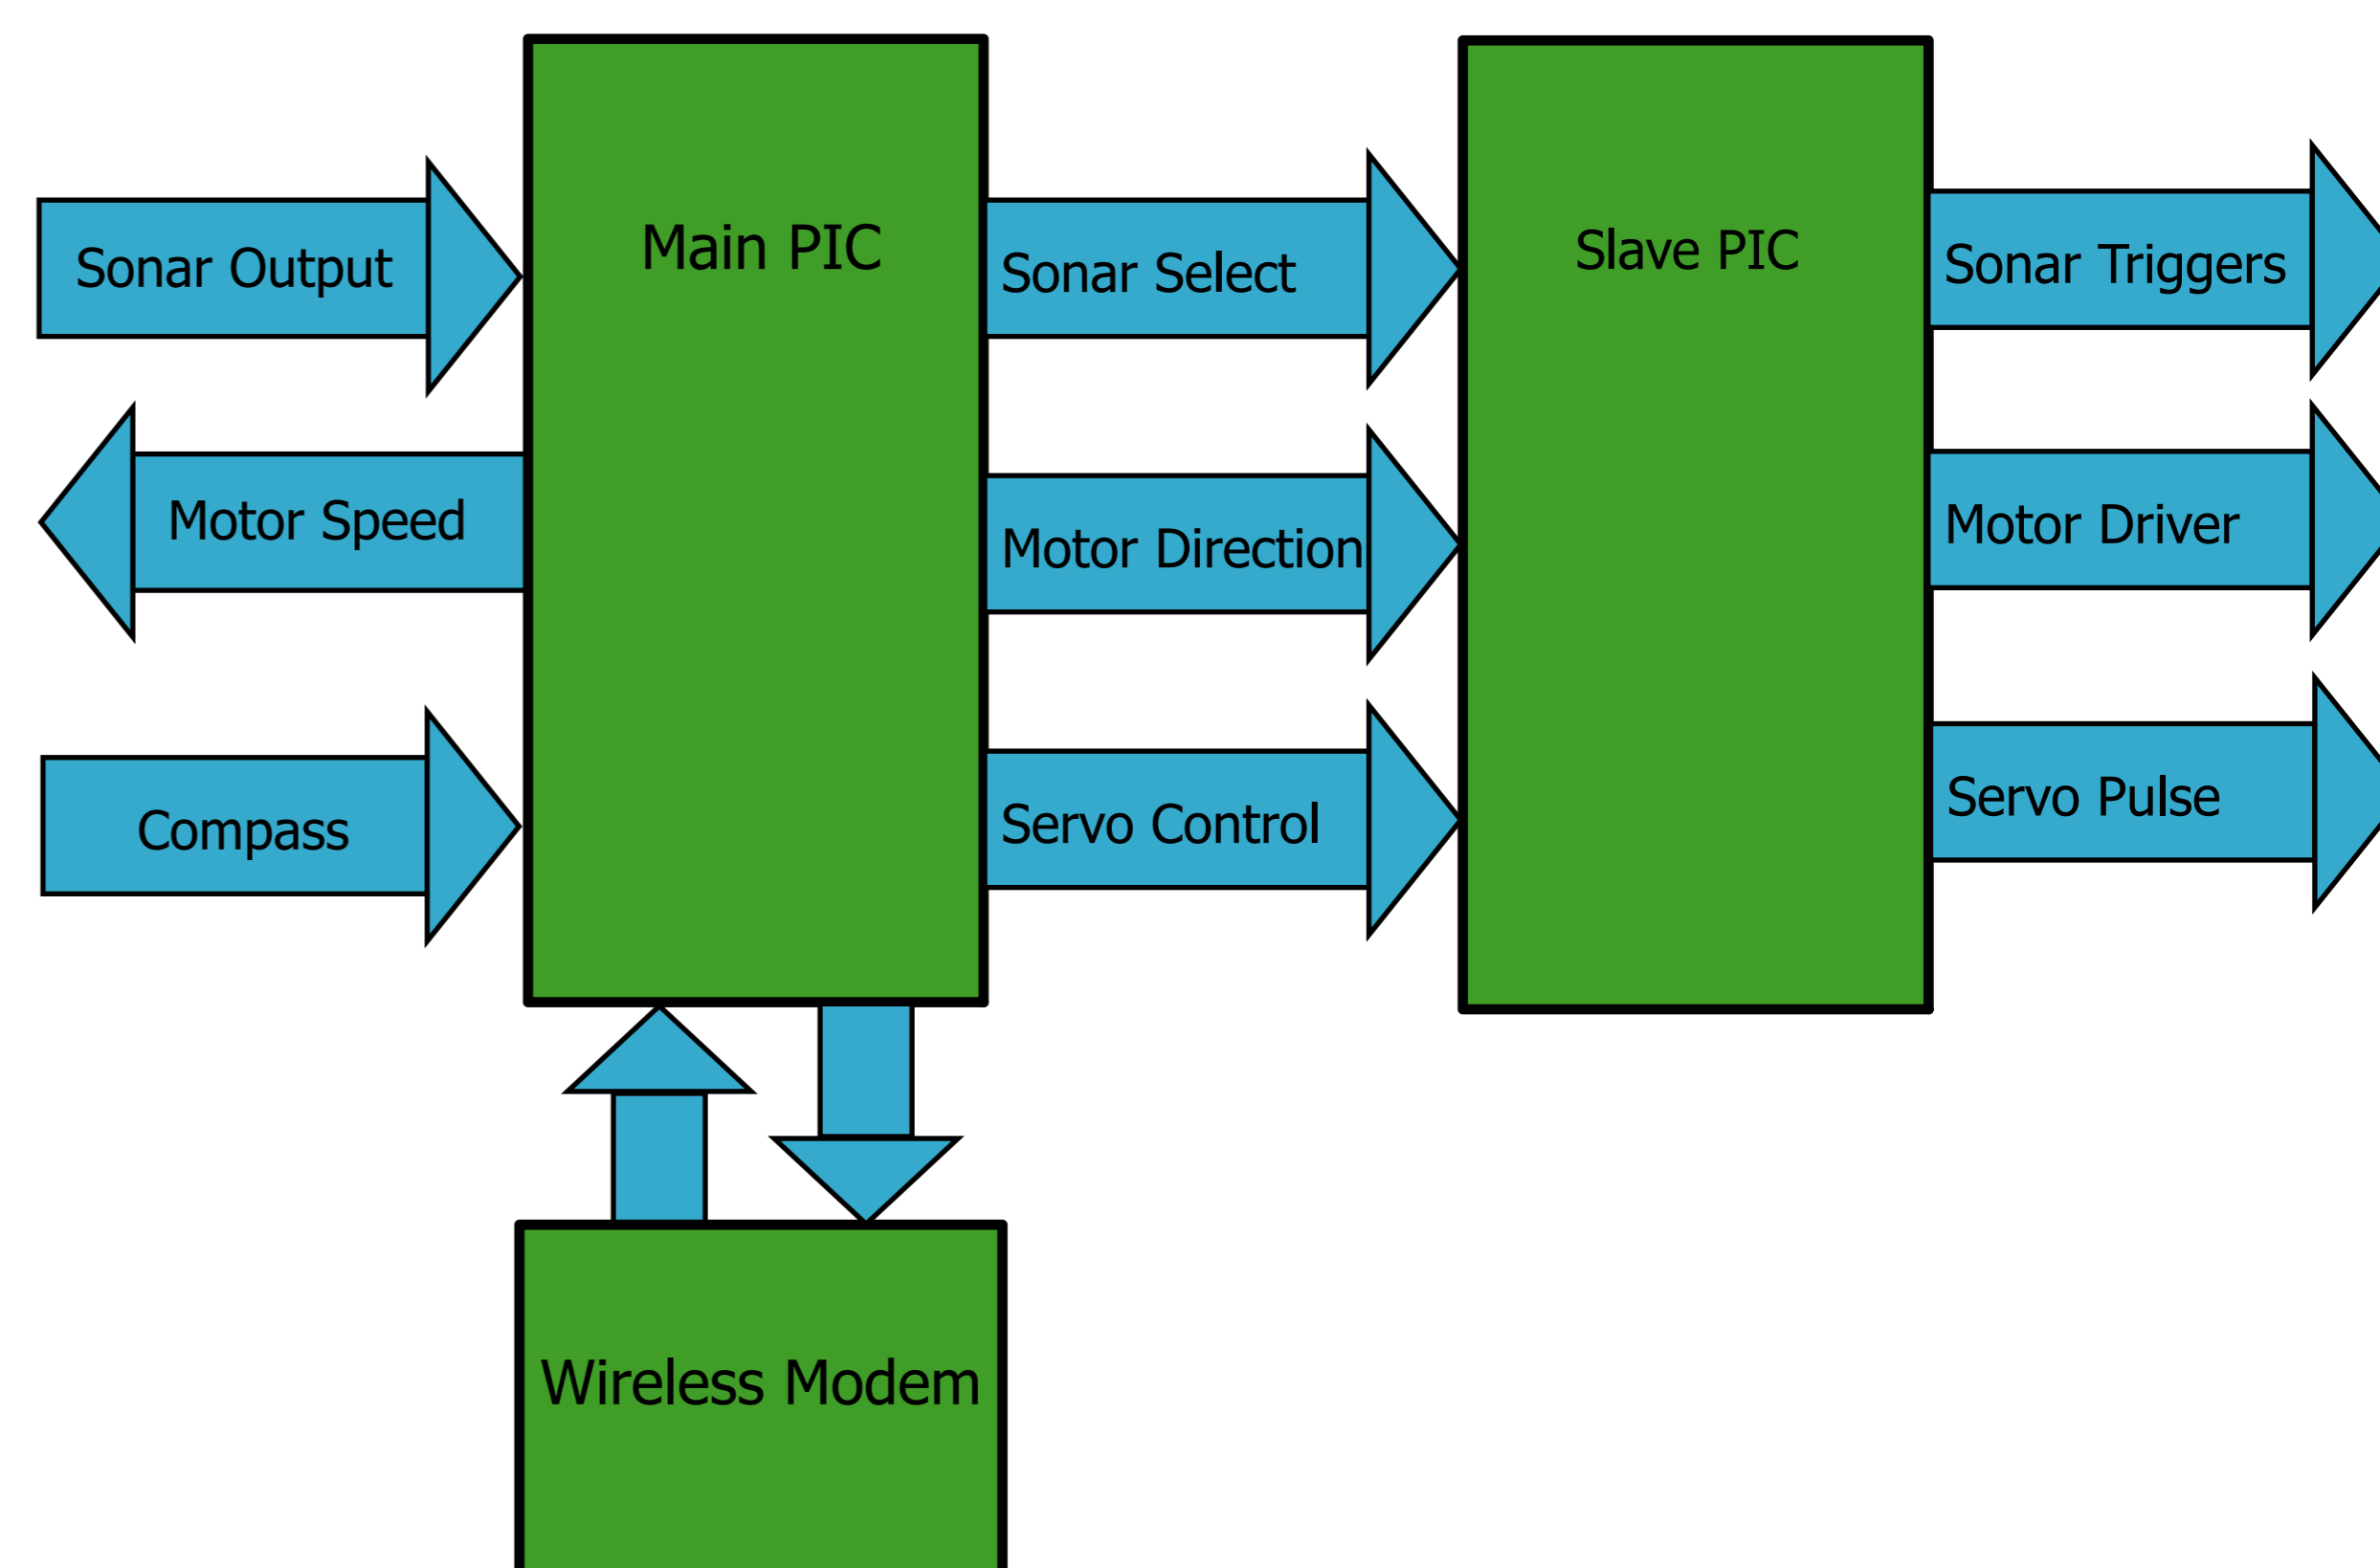 Main PIC
Slave PIC
Sonar Output
Sonar Select
Sonar Triggers
Motor Speed
Motor Direction
Motor Driver
Compass
Servo Control
Servo Pulse
Wireless Modem